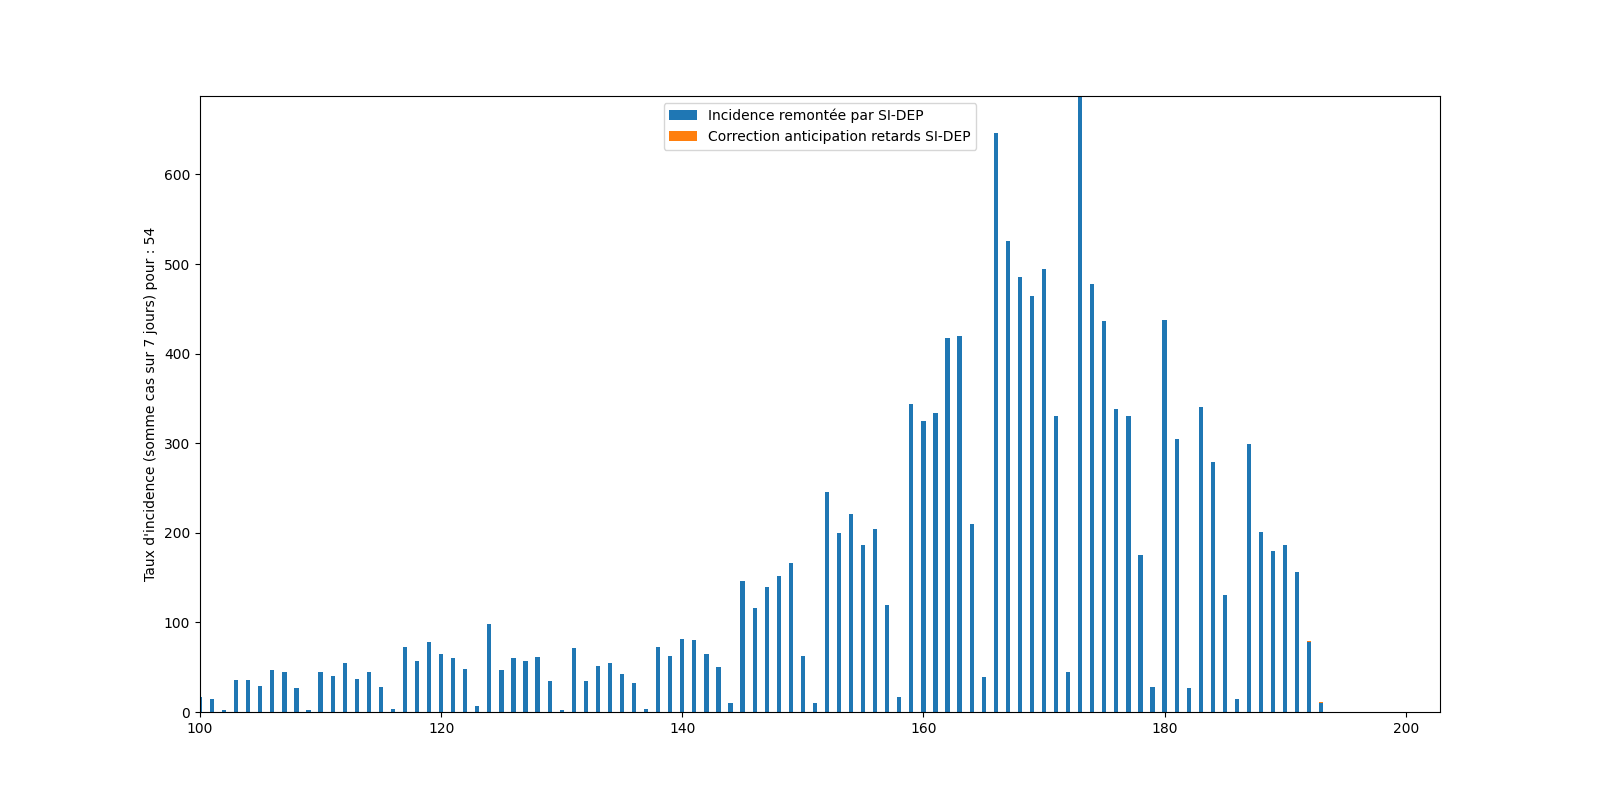 Incidence remontée par SI-DEP
Correction anticipation retards SI-DEP
Taux d'incidence (somme cas sur 7 jours) pour : 54
600
500
400
300
200
100
0
100 120 140 160 180 200